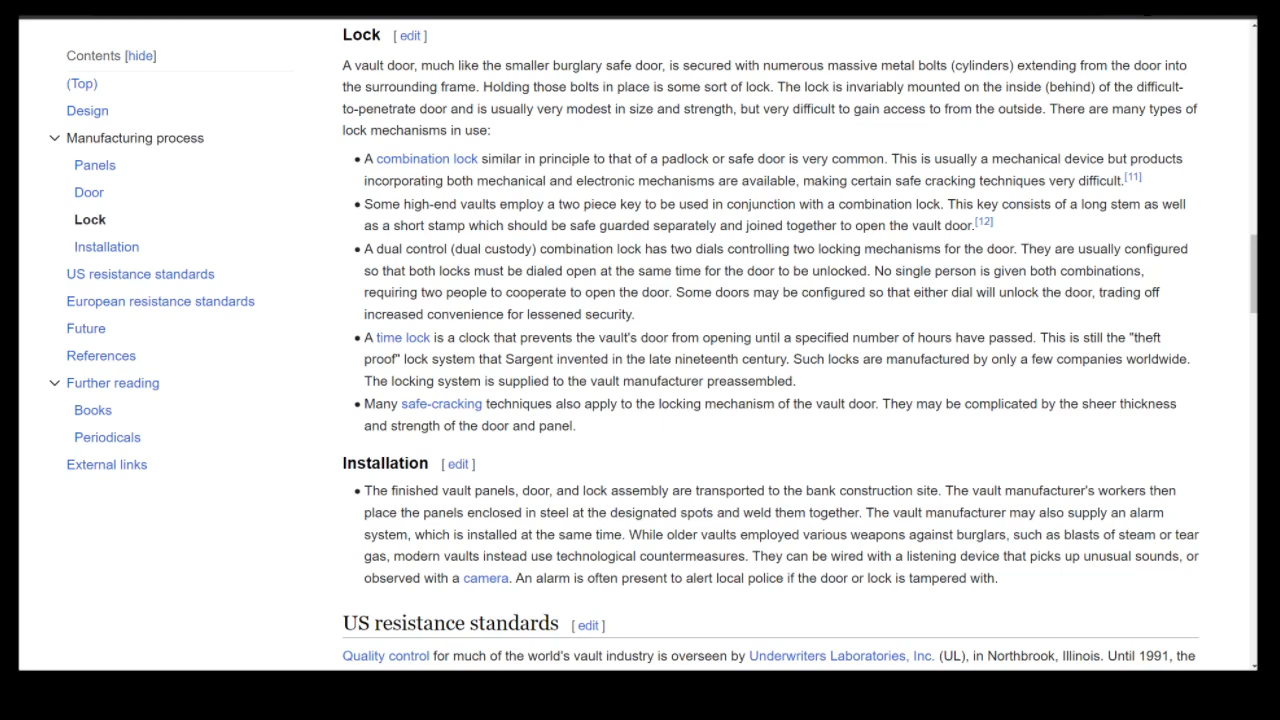 Contents [hide]
(Top)
Design
Manufacturing process
Panels
Door
Lock
Installation
US resistance standards
European resistance standards
Future
References
Further reading
Books
Periodicals
External links
Lock [ edit ]
A vault door, much like the smaller burglary safe door, is secured with numerous massive metal bolts (cylinders) extending from the door into
the surrounding frame. Holding those bolts in place is some sort of lock. The lock is invariably mounted on the inside (behind) of the difficult-
to-penetrate door and is usually very modest in size and strength, but very difficult to gain access to from the outside. There are many types of
lock mechanisms in use:
• A combination lock similar in principle to that of a padlock or safe door is very common. This is usually a mechanical device but products
incorporating both mechanical and electronic mechanisms are available, making certain safe cracking techniques very difficult.[11]
• Some high-end vaults employ a two piece key to be used in conjunction with a combination lock. This key consists of a long stem as well
as a short stamp which should be safe guarded separately and joined together to open the vault door.[12]
• A dual control (dual custody) combination lock has two dials controlling two locking mechanisms for the door. They are usually configured
so that both locks must be dialed open at the same time for the door to be unlocked. No single person is given both combinations,
requiring two people to cooperate to open the door. Some doors may be configured so that either dial will unlock the door, trading off
increased convenience for lessened security.
• A time lock is a clock that prevents the vault's door from opening until a specified number of hours have passed. This is still the "theft
proof" lock system that Sargent invented in the late nineteenth century. Such locks are manufactured by only a few companies worldwide.
The locking system is supplied to the vault manufacturer preassembled.
• Many safe-cracking techniques also apply to the locking mechanism of the vault door. They may be complicated by the sheer thickness
and strength of the door and panel.
Installation [ edit ]
• The finished vault panels, door, and lock assembly are transported to the bank construction site. The vault manufacturer's workers then
place the panels enclosed in steel at the designated spots and weld them together. The vault manufacturer may also supply an alarm
system, which is installed at the same time. While older vaults employed various weapons against burglars, such as blasts of steam or tear
gas, modern vaults instead use technological countermeasures. They can be wired with a listening device that picks up unusual sounds, or
observed with a camera. An alarm is often present to alert local police if the door or lock is tampered with.
US resistance standards [ edit ]
Quality control for much of the world's vault industry is overseen by Underwriters Laboratories, Inc. (UL), in Northbrook, Illinois. Until 1991, the